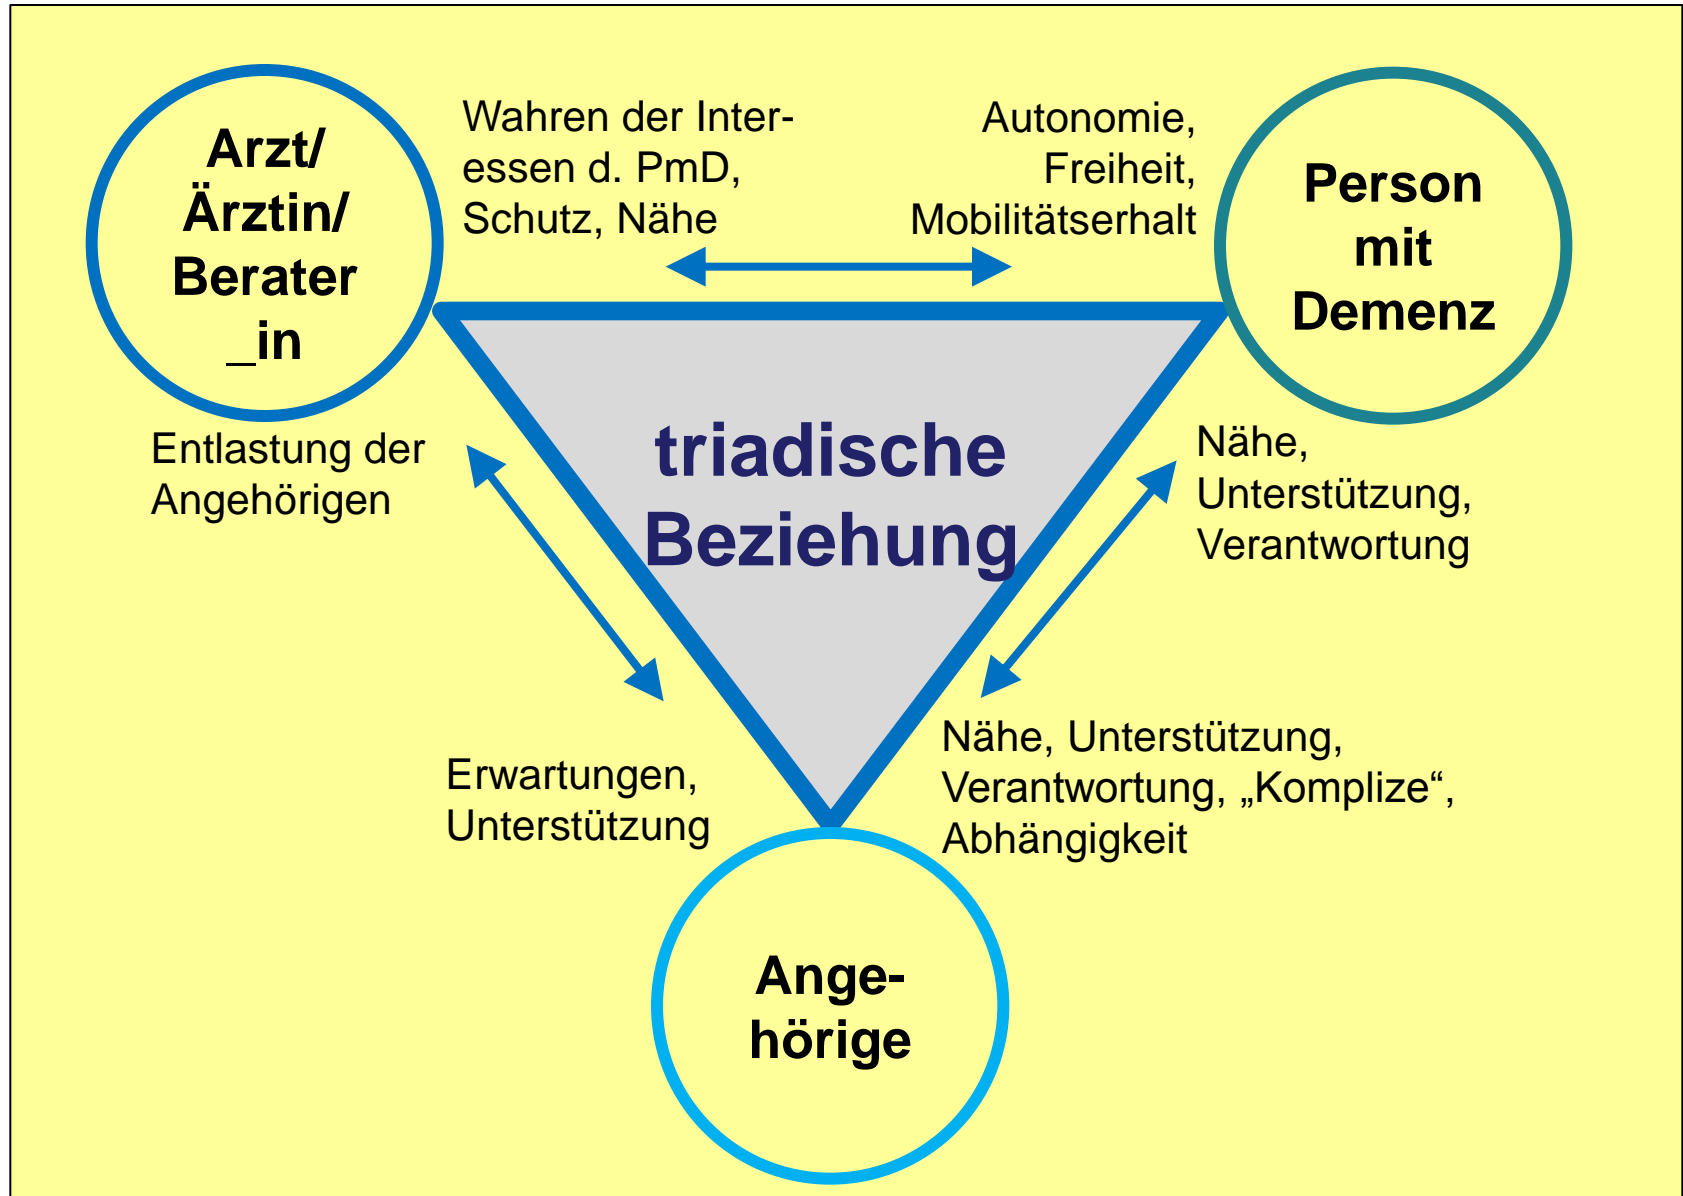 Arzt/
Ärztin/
Berater
_in
Wahren der Inter-
essen d. PmD,
Schutz, Nähe
Autonomie,
Freiheit,
Mobilitätserhalt
Person
mit
Demenz
Entlastung der
Angehörigen
triadische
Beziehung
Nähe,
Unterstützung,
Verantwortung
Erwartungen,
Unterstützung
Nähe, Unterstützung,
Verantwortung, „Komplize“,
Abhängigkeit
Ange-
hörige